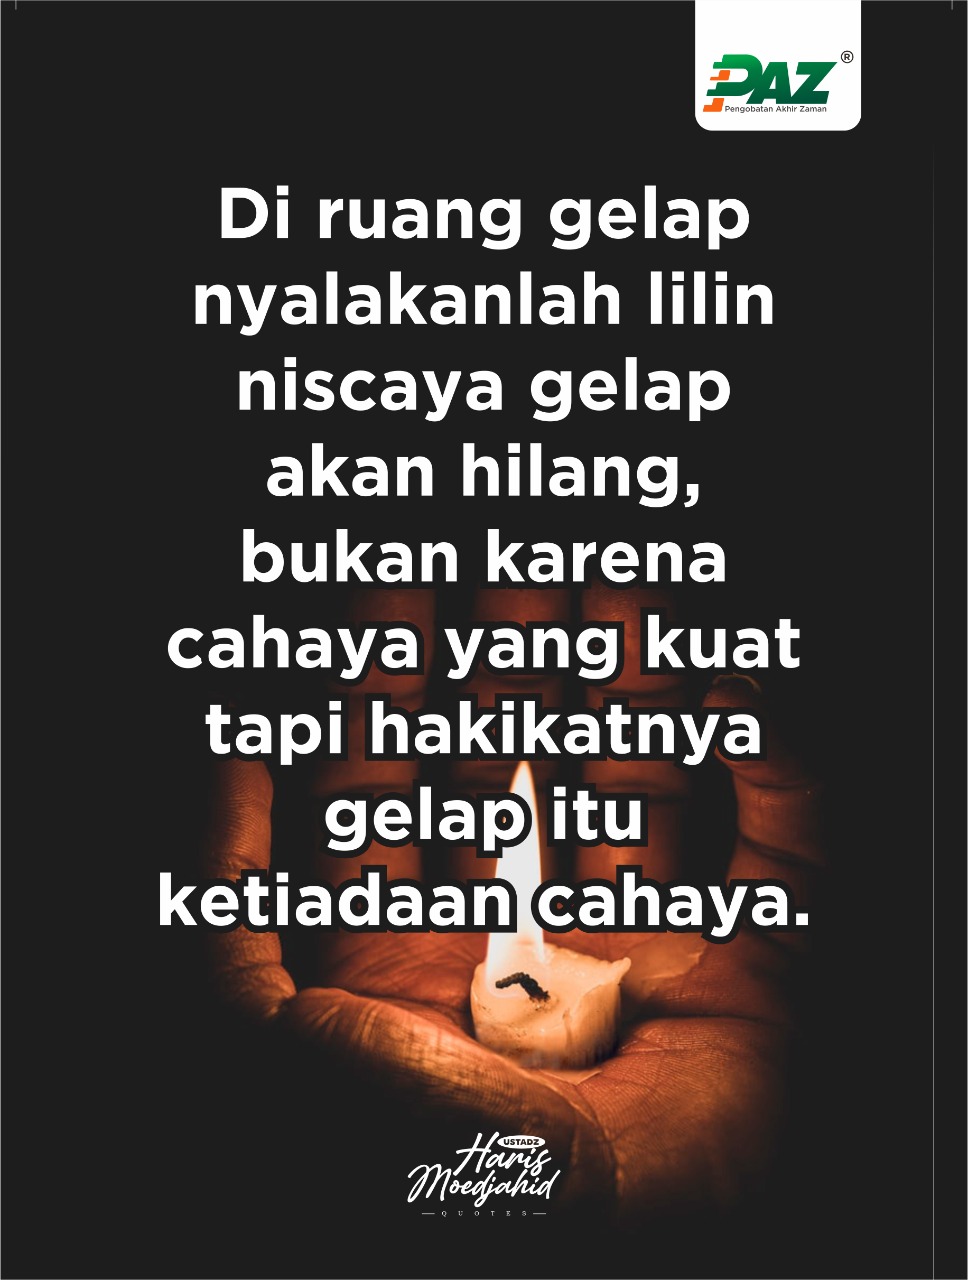 PAZ ®
Pengobatan Akhir Zaman
Di ruang gelap
nyalakanlah lilin
niscaya gelap
akan hilang,
bukan karena
cahaya yang kuat
tapi hakikatnya
gelap itu
ketiadaan cahaya.
USTADZ
Haris
Moedjahid
QUOTES